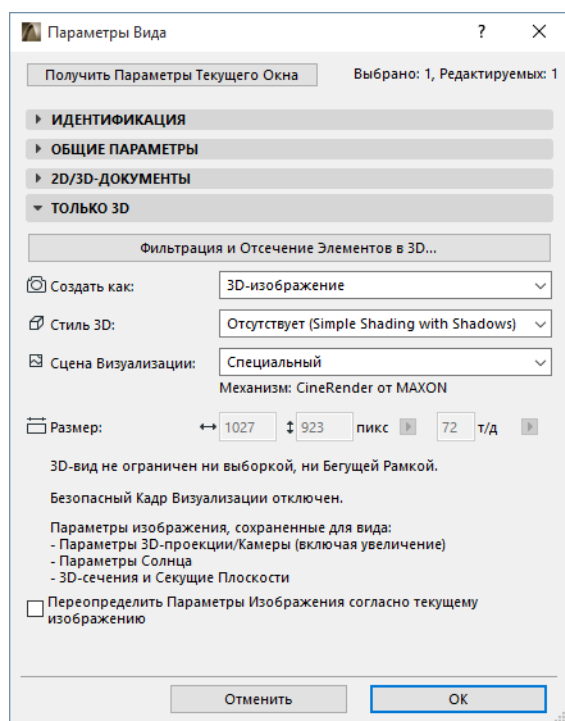 Параметры Вида
?
Получить Параметры Текущего Окна
Выбрано: 1, Редактируемых: 1
ИДЕНТИФИКАЦИЯ
ОБЩИЕ ПАРАМЕТРЫ
2D/3D-ДОКУМЕНТЫ
ТОЛЬКО 3D
Фильтрация и Отсечение Элементов в 3D...
Создать как: 3D-изображение
Стиль 3D: Отсутствует (Simple Shading with Shadows)
Сцена Визуализации: Специальный
Механизм: CineRender от MAXON
Размер: 1027 923 пикс 72 т/д
3D-вид не ограничен ни выборкой, ни Бегущей Рамкой.
Безопасный Кадр Визуализации отключен.
Параметры изображения, сохраненные для вида:
- Параметры 3D-проекции/Камеры (включая увеличение)
- Параметры Солнца
- 3D-сечения и Секущие Плоскости
Переопределить Параметры Изображения согласно текущему
изображению
Отменить
OK